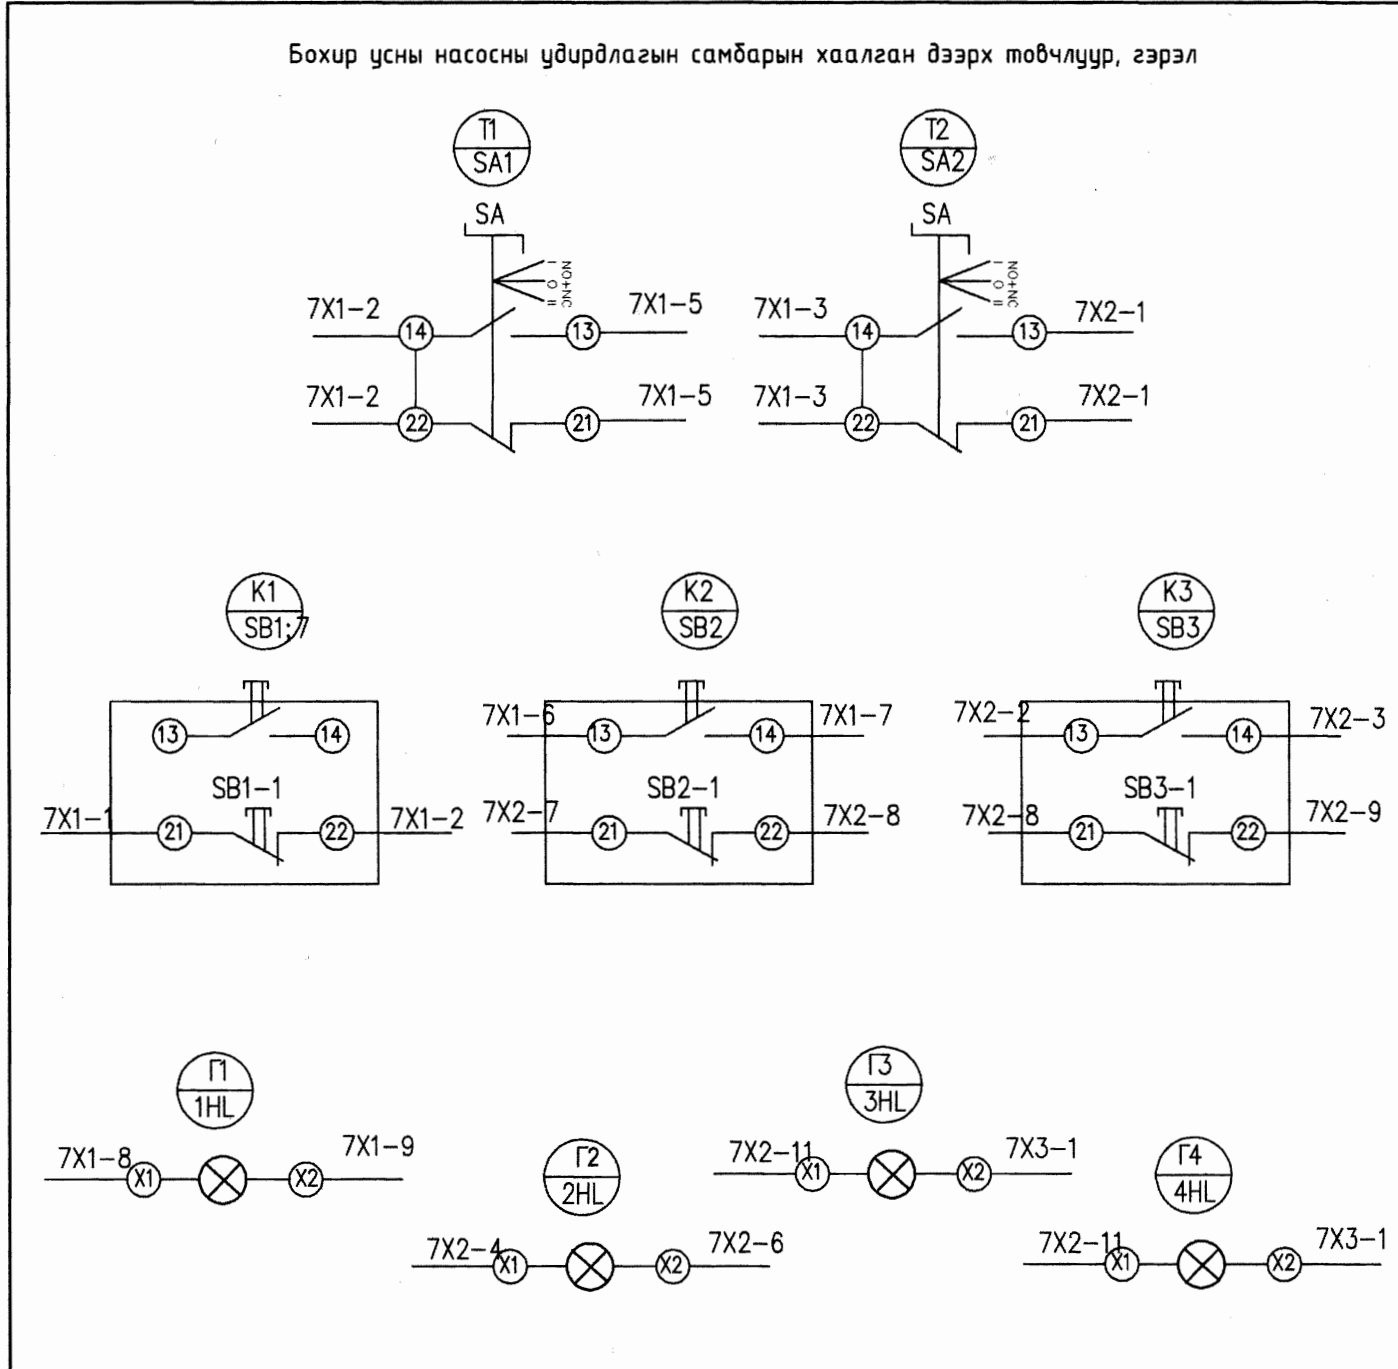 Бохир усны насосны удирдлагын самбарын хаалган дээрх товчлуур, гэрэл
T1
SA1
T2
SA2
SA
SA
I O II
NO+NC
I O II
NO+NC
7X1-2
14
13
7X1-5
7X1-3
14
13
7X2-1
7X1-2
22
21
7X1-5
7X1-3
22
21
7X2-1
K1
SB1;7
K2
SB2
K3
SB3
13
14
7X1-6
13
14
7X1-7
7X2-2
13
14
7X2-3
SB1-1
SB2-1
SB3-1
7X1-1
21
22
7X1-2
7X2-7
21
22
7X2-8
7X2-8
21
22
7X2-9
Г1
1HL
Г3
3HL
7X1-8
X1
X2
7X1-9
7X2-11
X1
X2
7X3-1
Г2
2HL
Г4
4HL
7X2-4
X1
X2
7X2-6
7X2-11
X1
X2
7X3-1